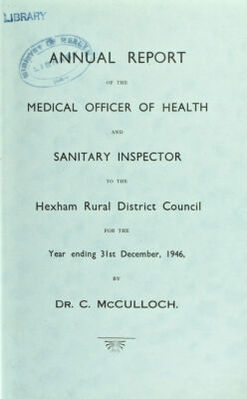 LIBRARY
ANNUAL REPORT
OF THE
MEDICAL OFFICER OF HEALTH
AND
SANITARY INSPECTOR
TO THE
Hexham Rural District Council
FOR THE
Year ending 31st December, 1946,
BY
DR. C. McCULLOCH.